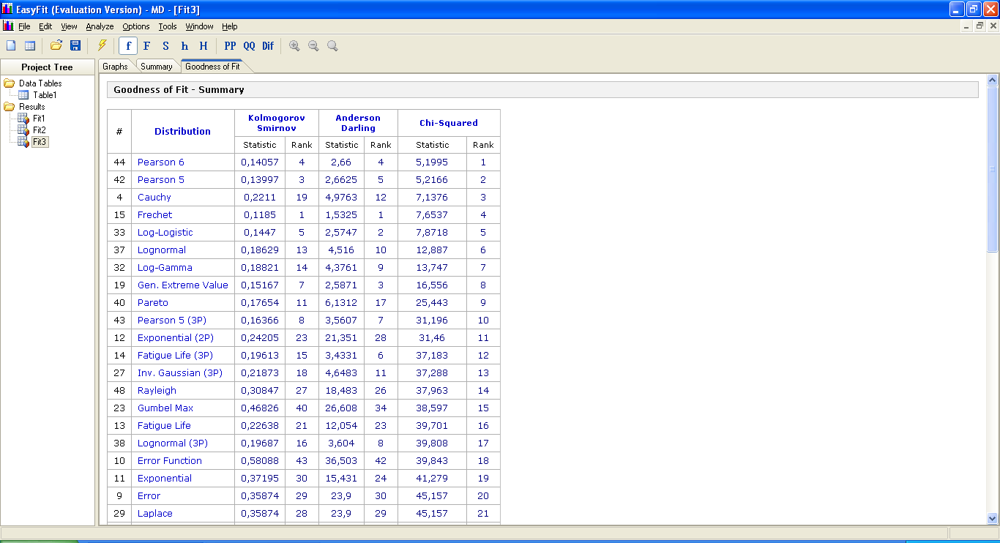 EasyFit (Evaluation Version) - MD - [Fit3]
File Edit View Analyze Options Tools Window Help
f F S h H PP QQ Dif
Project Tree
Data Tables
Table1
Results
Fit1
Fit2
Fit3
Graphs Summary Goodness of Fit
Goodness of Fit - Summary
# Distribution Kolmogorov Smirnov Anderson Darling Chi-Squared
Statistic Rank Statistic Rank Statistic Rank
44 Pearson 6 0,14057 4 2,66 4 5,1995 1
42 Pearson 5 0,13997 3 2,6625 5 5,2166 2
4 Cauchy 0,2211 19 4,9763 12 7,1376 3
15 Frechet 0,1185 1 1,5325 1 7,6537 4
33 Log-Logistic 0,1447 5 2,5747 2 7,8718 5
37 Lognormal 0,18629 13 4,516 10 12,887 6
32 Log-Gamma 0,18821 14 4,3761 9 13,747 7
19 Gen. Extreme Value 0,15167 7 2,5871 3 16,556 8
40 Pareto 0,17654 11 6,1312 17 25,443 9
43 Pearson 5 (3P) 0,16366 8 3,5607 7 31,196 10
12 Exponential (2P) 0,24205 23 21,351 28 31,46 11
14 Fatigue Life (3P) 0,19613 15 3,4331 6 37,183 12
27 Inv. Gaussian (3P) 0,21873 18 4,6483 11 37,288 13
48 Rayleigh 0,30847 27 18,483 26 37,963 14
23 Gumbel Max 0,46826 40 26,608 34 38,597 15
13 Fatigue Life 0,22638 21 12,054 23 39,701 16
38 Lognormal (3P) 0,19687 16 3,604 8 39,808 17
10 Error Function 0,58088 43 36,503 42 39,843 18
11 Exponential 0,37195 30 15,431 24 41,279 19
9 Error 0,35874 29 23,9 30 45,157 20
29 Laplace 0,35874 28 23,9 29 45,157 21